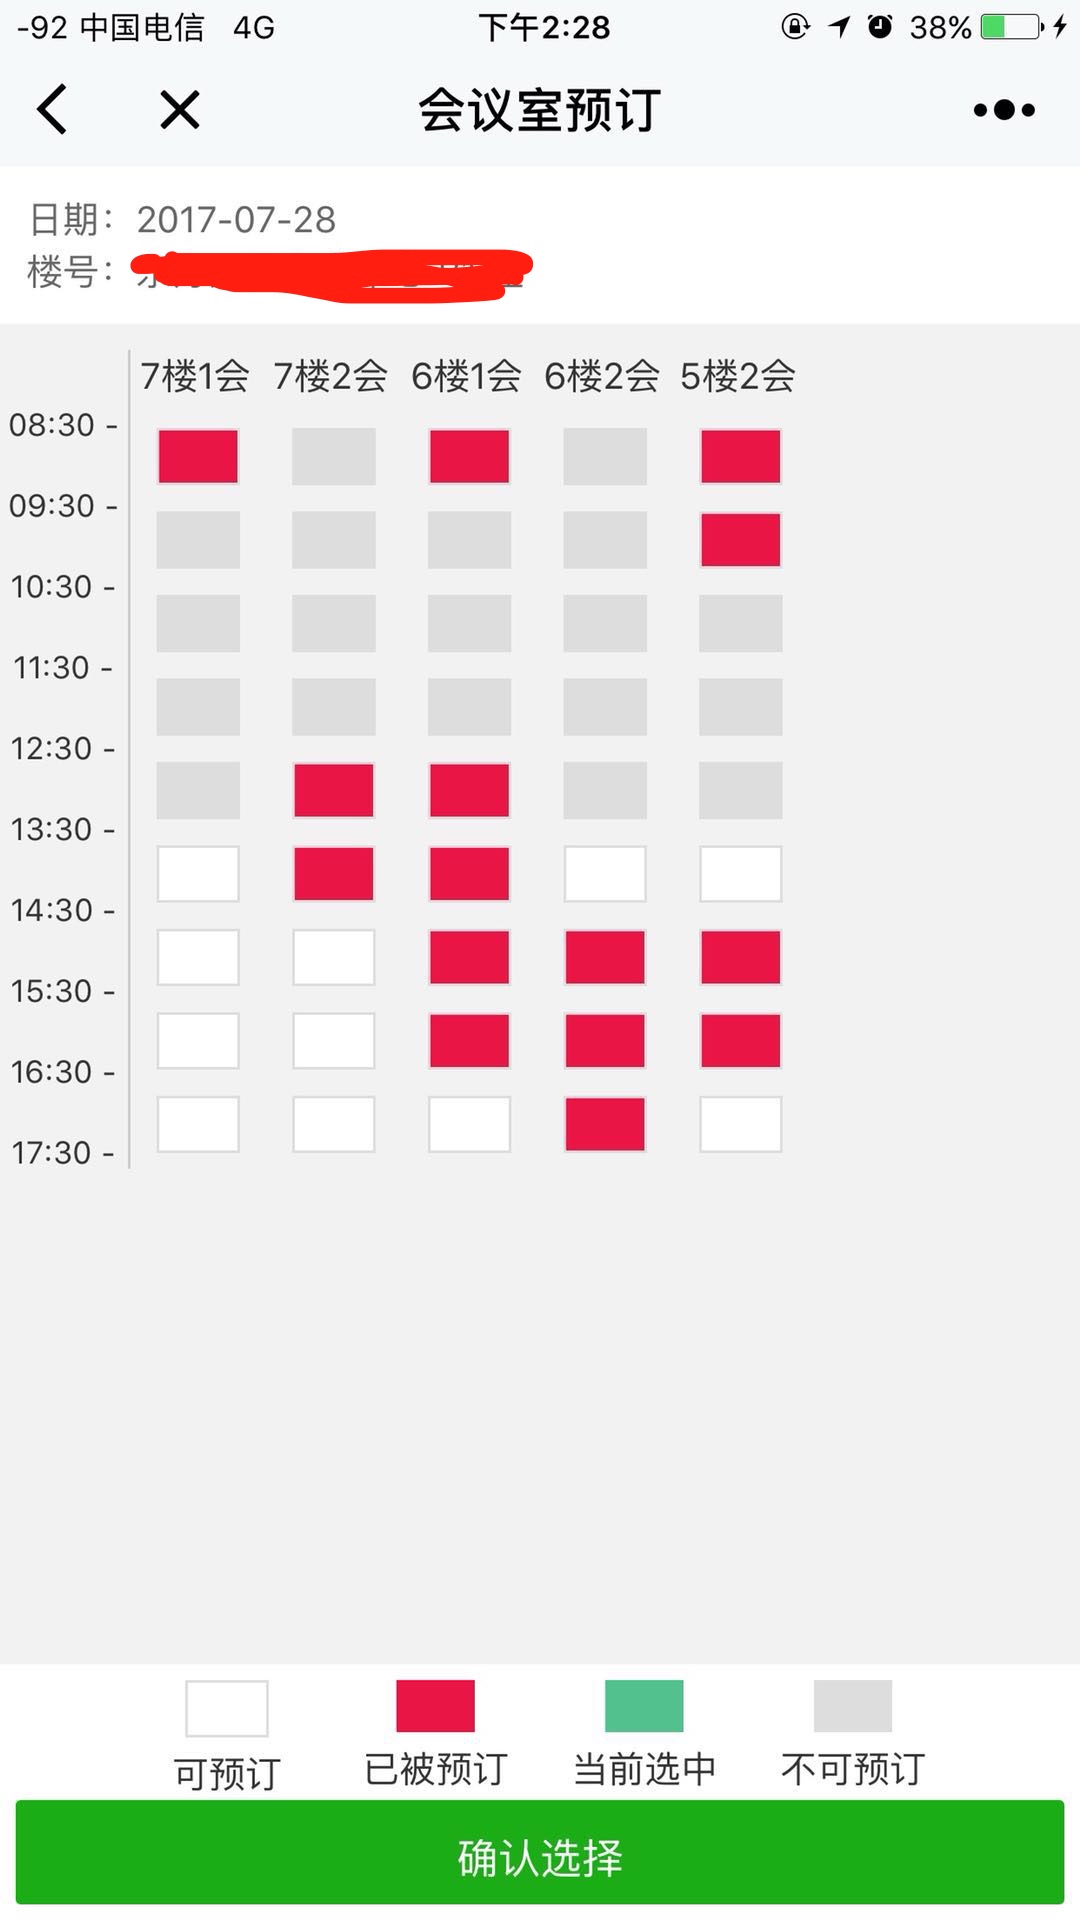 -92 中国电信 4G 下午2:28 38%
会议室预订
日期：2017-07-28
楼号：
7楼1会 7楼2会 6楼1会 6楼2会 5楼2会
08:30 -
09:30 -
10:30 -
11:30 -
12:30 -
13:30 -
14:30 -
15:30 -
16:30 -
17:30 -
可预订 已被预订 当前选中 不可预订
确认选择